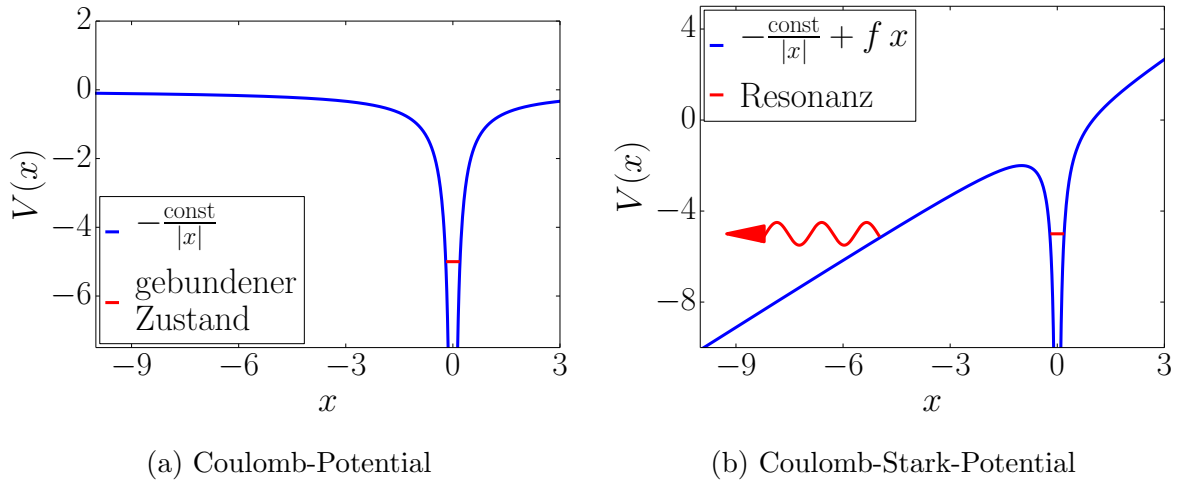 2
0
−2
−4
−6
V(x)
−const/|x|
gebundener
Zustand
−9 −6 −3 0 3
x
(a) Coulomb-Potential
4
0
−4
−8
V(x)
−const/|x| + f x
Resonanz
−9 −6 −3 0 3
x
(b) Coulomb-Stark-Potential